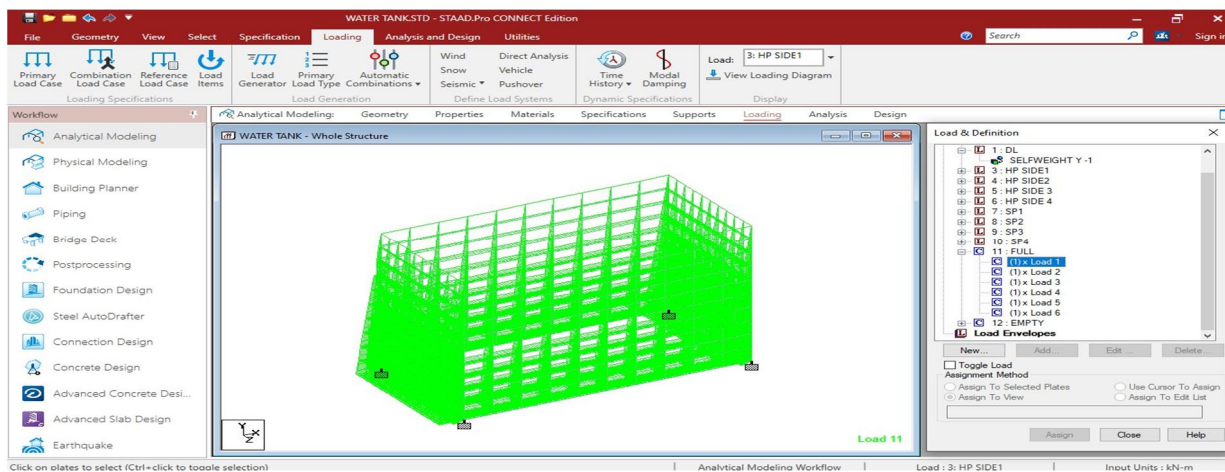 WATER TANK.STD - STAAD.Pro CONNECT Edition
File Geometry View Select Specification Loading Analysis and Design Utilities Search Sign in
Primary Load Case
Combination Load Case
Reference Load Case
Load Items
Loading Specifications
Load Generator
Primary Load Type
Automatic Combinations
Load Generation
Wind
Snow
Seismic
Direct Analysis
Vehicle
Pushover
Define Load Systems
Time History
Modal Damping
Dynamic Specifications
Load: 3: HP SIDE1
View Loading Diagram
Display
Workflow
Analytical Modeling
Physical Modeling
Building Planner
Piping
Bridge Deck
Postprocessing
Foundation Design
Steel AutoDrafter
Connection Design
Concrete Design
Advanced Concrete Desi...
Advanced Slab Design
Earthquake
Analytical Modeling: Geometry Properties Materials Specifications Supports Loading Analysis Design
WATER TANK - Whole Structure
Y
X
Z
Load 11
Load & Definition
1 : DL
SELFWEIGHT Y -1
3 : HP SIDE1
4 : HP SIDE2
5 : HP SIDE 3
6 : HP SIDE 4
7 : SP1
8 : SP2
9 : SP3
10 : SP4
11 : FULL
(1) x Load 1
(1) x Load 2
(1) x Load 3
(1) x Load 4
(1) x Load 5
(1) x Load 6
12 : EMPTY
Load Envelopes
New... Add... Edit ... Delete...
Toggle Load
Assignment Method
Assign To Selected Plates Use Cursor To Assign
Assign To View Assign To Edit List
Assign Close Help
Click on plates to select (Ctrl+click to toggle selection) Analytical Modeling Workflow Load : 3: HP SIDE1 Input Units : kN-m